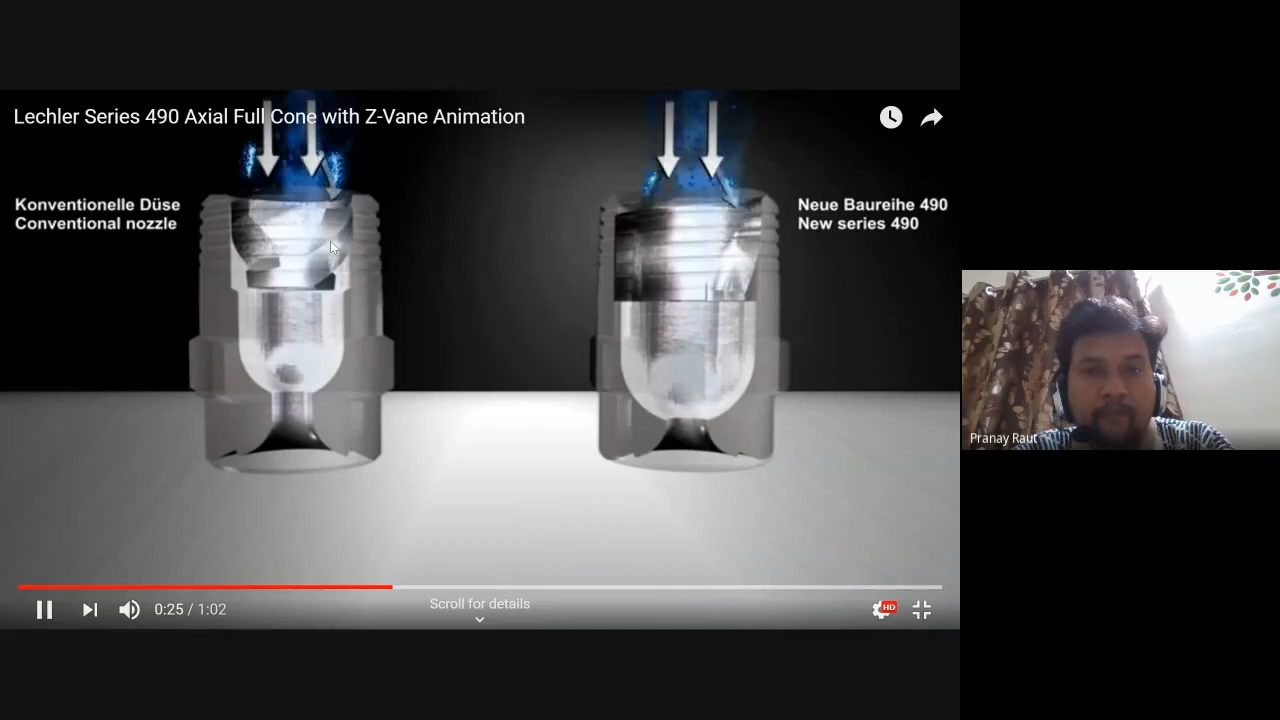 Lechler Series 490 Axial Full Cone with Z-Vane Animation
Konventionelle Düse
Conventional nozzle
Neue Baureihe 490
New series 490
Pranay Raut
Scroll for details
0:25 / 1:02
HD